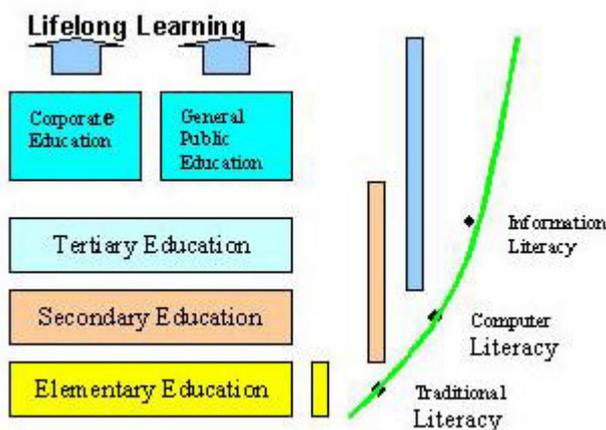 Lifelong Learning
Corporate
Education
General
Public
Education
Tertiary Education
Secondary Education
Elementary Education
Information
Literacy
Computer
Literacy
Traditional
Literacy